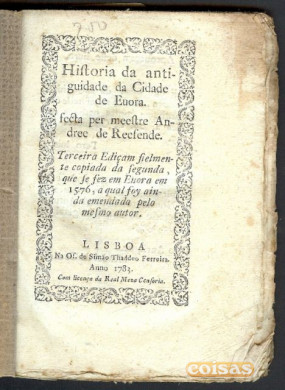 Historia da anti-
guidade da Cidade
de Euora.
fecta per meestre An-
dree de Reesende.
Terceira Ediçam fielmen-
te copiada da segunda,
que se fez em Euora em
1576, a qual foy ain-
da emendada pelo
mesmo autor.
LISBOA
Na Of. de Simão Thaddeo Ferreira.
Anno 1783.
Com licença da Real Meza Censoria.
coisas